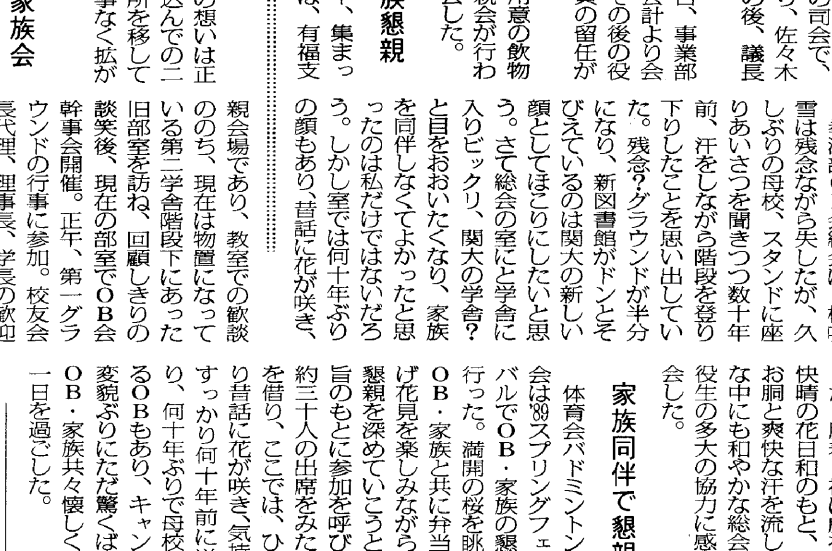 の司会で、
り、佐々木
の後、議長
日、事業部
会計より会
その後の役
の留任が
用意の飲物
総会が行わ
会した。
族懇親
、集まっ
は、有福支
の想いは正
込んでの二
所を移して
事なく拡が
家族会
雪は残念ながら失したが、久
しぶりの母校、スタンドに座
りあいさつを聞きつつ数十年
前、汗をしながら階段を登り
下りしたことを思い出してい
た。残念?グラウンドが半分
になり、新図書館がドンとそ
びえているのは関大の新しい
顔としてほこりにしたいと思
う。さて総会の室にと学舎に
入りビックリ、関大の学舎?
と目をおおいたくなり、家族
を同伴しなくてよかったと思
ったのは私だけではないだろ
う。しかし室では何十年ぶり
の顔もあり、昔話に花が咲き、
親会場であり、教室での歓談
ののち、現在は物置になって
いる第二学舎階段下にあった
旧部室を訪ね、回顧しきりの
談笑後、現在の部室でOB会
幹事会開催。正午、第一グラ
ウンドの行事に参加。校友会
長代理、理事長、学長の歓迎
快晴の花日和のもと、
お胴と爽快な汗を流し
な中にも和やかな総会
役生の多大の協力に感
会した。
家族同伴で懇親
体育会バドミントン
会は'89スプリングフェ
バルでOB・家族の懇
行った。満開の桜を眺
OB・家族と共に弁当
げ花見を楽しみながら
懇親を深めていこうと
旨のもとに参加を呼び
約三十人の出席をみた
を借り、ここでは、ひ
り昔話に花が咲き、気持
すっかり何十年前に
り、何十年ぶりで母校
るOBもあり、キャン
変貌ぶりにただ驚くば
OB・家族共々懐しく
一日を過ごした。